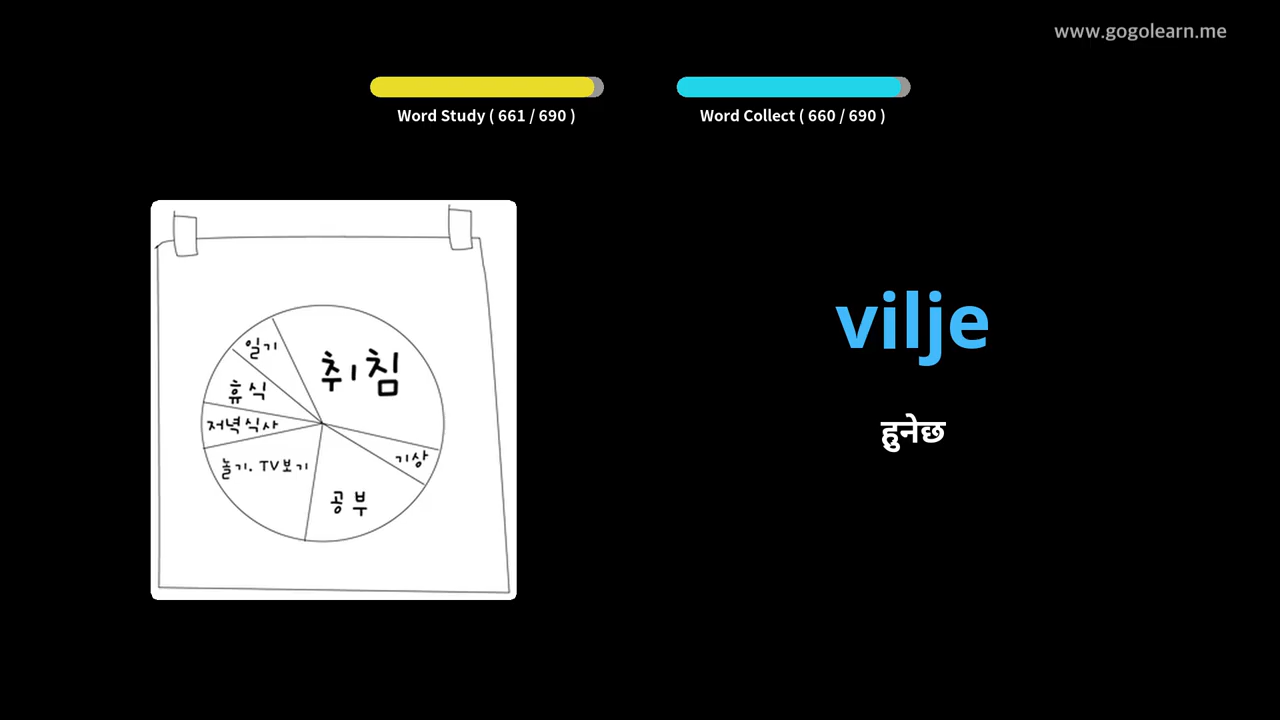 www.gogolearn.me
Word Study ( 661 / 690 )
Word Collect ( 660 / 690 )
일기
취침
휴식
저녁식사
놀기. TV보기
기상
공부
vilje
हुनेछ